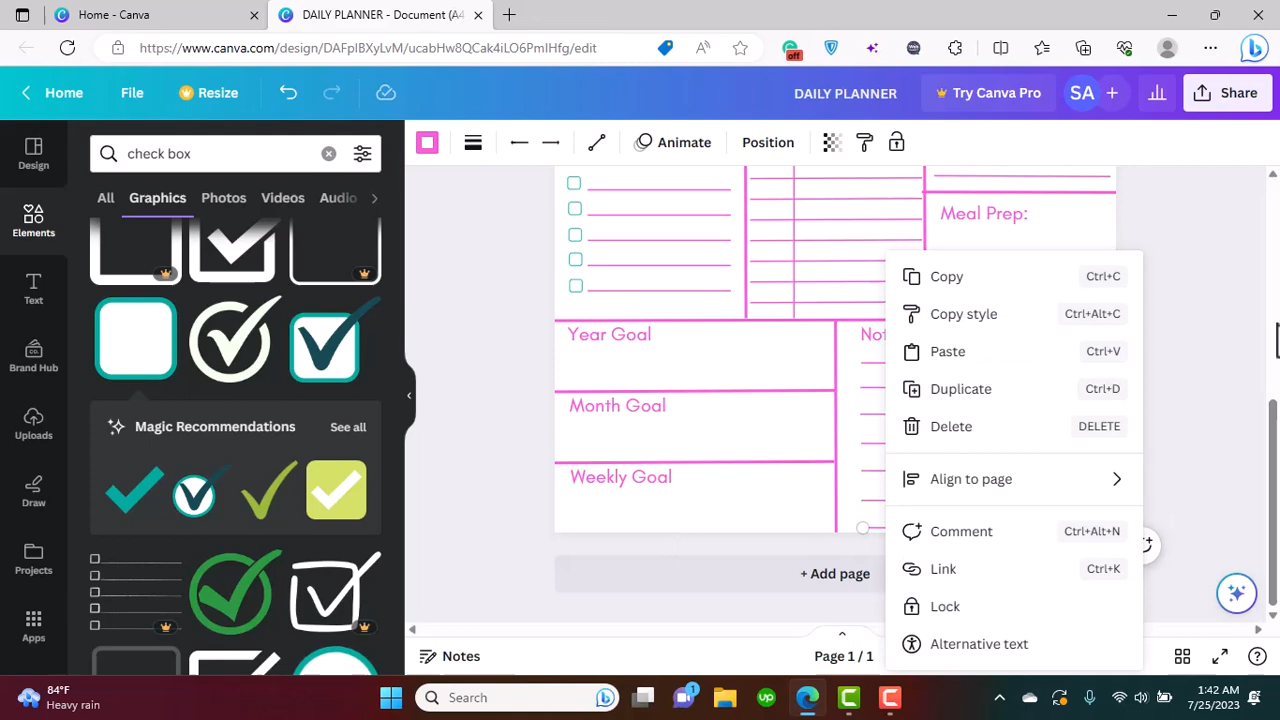 Home - Canva
DAILY PLANNER - Document (A4
https://www.canva.com/design/DAFpIBXyLvM/ucabHw8QCak4iLO6PmIHfg/edit
off
Home
File
Resize
DAILY PLANNER
Try Canva Pro
SA
Share
Design
Elements
Text
Brand Hub
Uploads
Draw
Projects
Apps
check box
All
Graphics
Photos
Videos
Audio
Magic Recommendations
See all
Animate
Position
Meal Prep:
Year Goal
Month Goal
Weekly Goal
Copy
Ctrl+C
Copy style
Ctrl+Alt+C
Paste
Ctrl+V
Duplicate
Ctrl+D
Delete
DELETE
Align to page
Comment
Ctrl+Alt+N
Link
Ctrl+K
Lock
Alternative text
+ Add page
Notes
Page 1 / 1
84°F
Heavy rain
Search
1
up
1:42 AM
7/25/2023